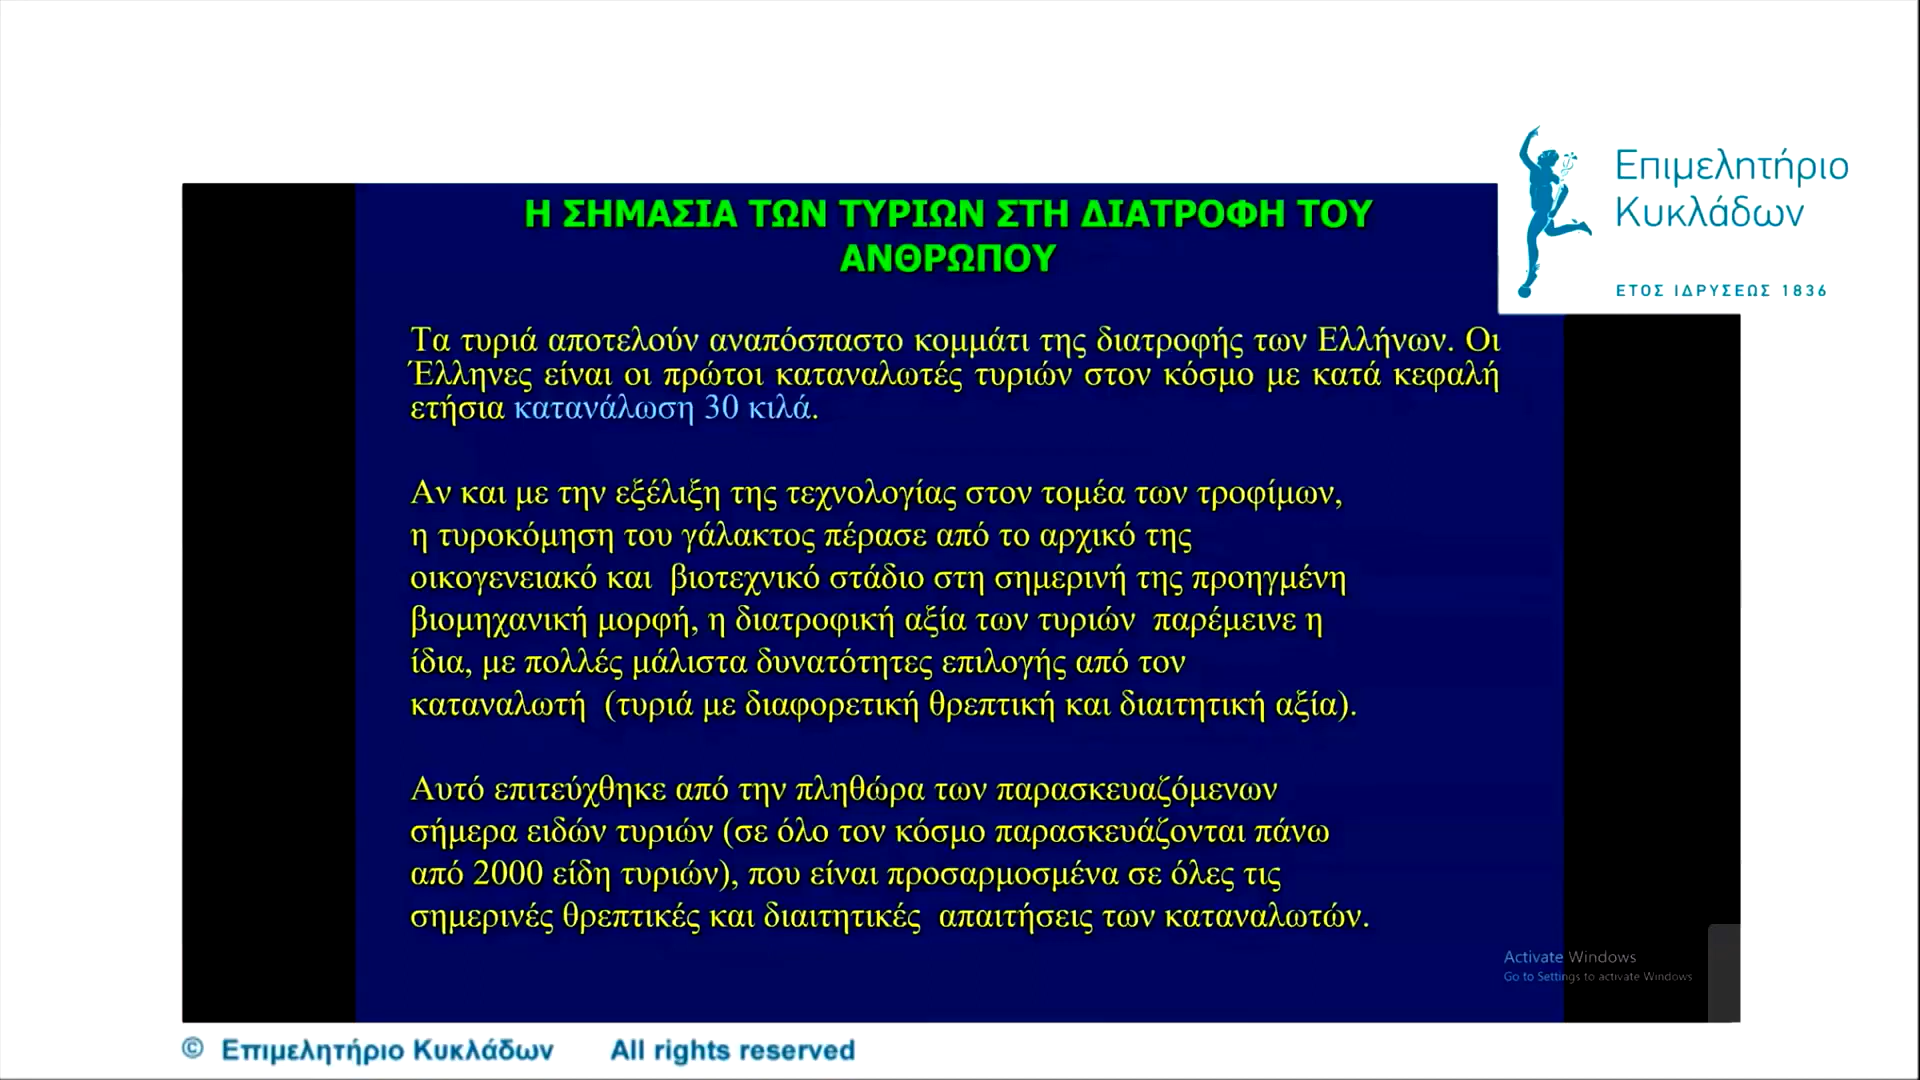 Επιμελητήριο
Κυκλάδων
ΕΤΟΣ ΙΔΡΥΣΕΩΣ 1836
Η ΣΗΜΑΣΙΑ ΤΩΝ ΤΥΡΙΩΝ ΣΤΗ ΔΙΑΤΡΟΦΗ ΤΟΥ
ΑΝΘΡΩΠΟΥ
Τα τυριά αποτελούν αναπόσπαστο κομμάτι της διατροφής των Ελλήνων. Οι
Έλληνες είναι οι πρώτοι καταναλωτές τυριών στον κόσμο με κατά κεφαλή
ετήσια κατανάλωση 30 κιλά.
Αν και με την εξέλιξη της τεχνολογίας στον τομέα των τροφίμων,
η τυροκόμηση του γάλακτος πέρασε από το αρχικό της
οικογενειακό και βιοτεχνικό στάδιο στη σημερινή της προηγμένη
βιομηχανική μορφή, η διατροφική αξία των τυριών παρέμεινε η
ίδια, με πολλές μάλιστα δυνατότητες επιλογής από τον
καταναλωτή (τυριά με διαφορετική θρεπτική και διαιτητική αξία).
Αυτό επιτεύχθηκε από την πληθώρα των παρασκευαζόμενων
σήμερα ειδών τυριών (σε όλο τον κόσμο παρασκευάζονται πάνω
από 2000 είδη τυριών), που είναι προσαρμοσμένα σε όλες τις
σημερινές θρεπτικές και διαιτητικές απαιτήσεις των καταναλωτών.
Activate Windows
Go to Settings to activate Windows
© Επιμελητήριο Κυκλάδων All rights reserved